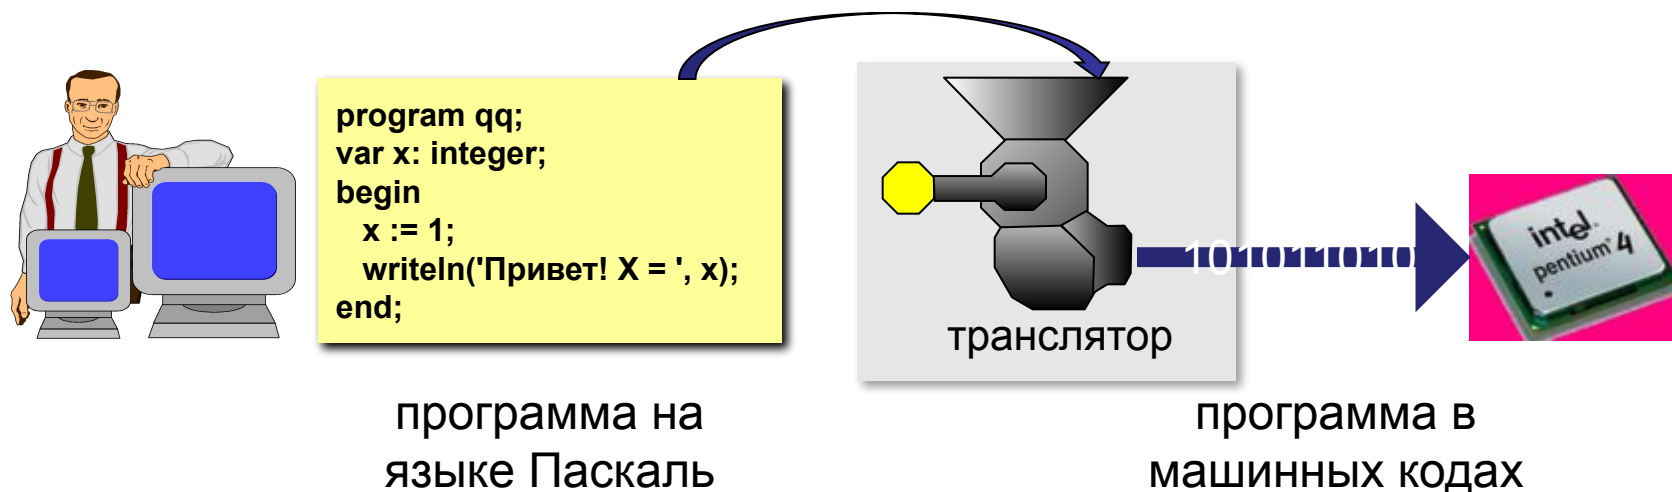 program qq;
var x: integer;
begin
x := 1;
writeln('Привет! X = ', x);
end;
транслятор
101011010
intel.
pentium 4
программа на
языке Паскаль
программа в
машинных кодах